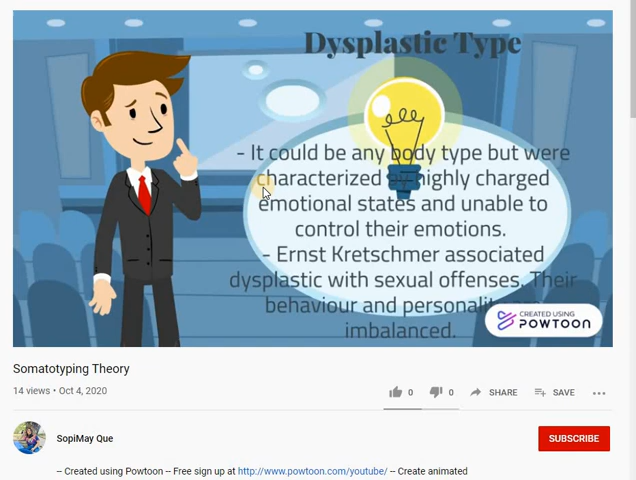 Dysplastic Type
- It could be any body type but were
characterized by highly charged
emotional states and unable to
control their emotions.
- Ernst Kretschmer associated
dysplastic with sexual offenses. Their
behaviour and personality are
imbalanced.
CREATED USING
POWTOON
Somatotyping Theory
14 views • Oct 4, 2020
0
0
SHARE
SAVE
SopiMay Que
SUBSCRIBE
-- Created using Powtoon -- Free sign up at http://www.powtoon.com/youtube/ -- Create animated